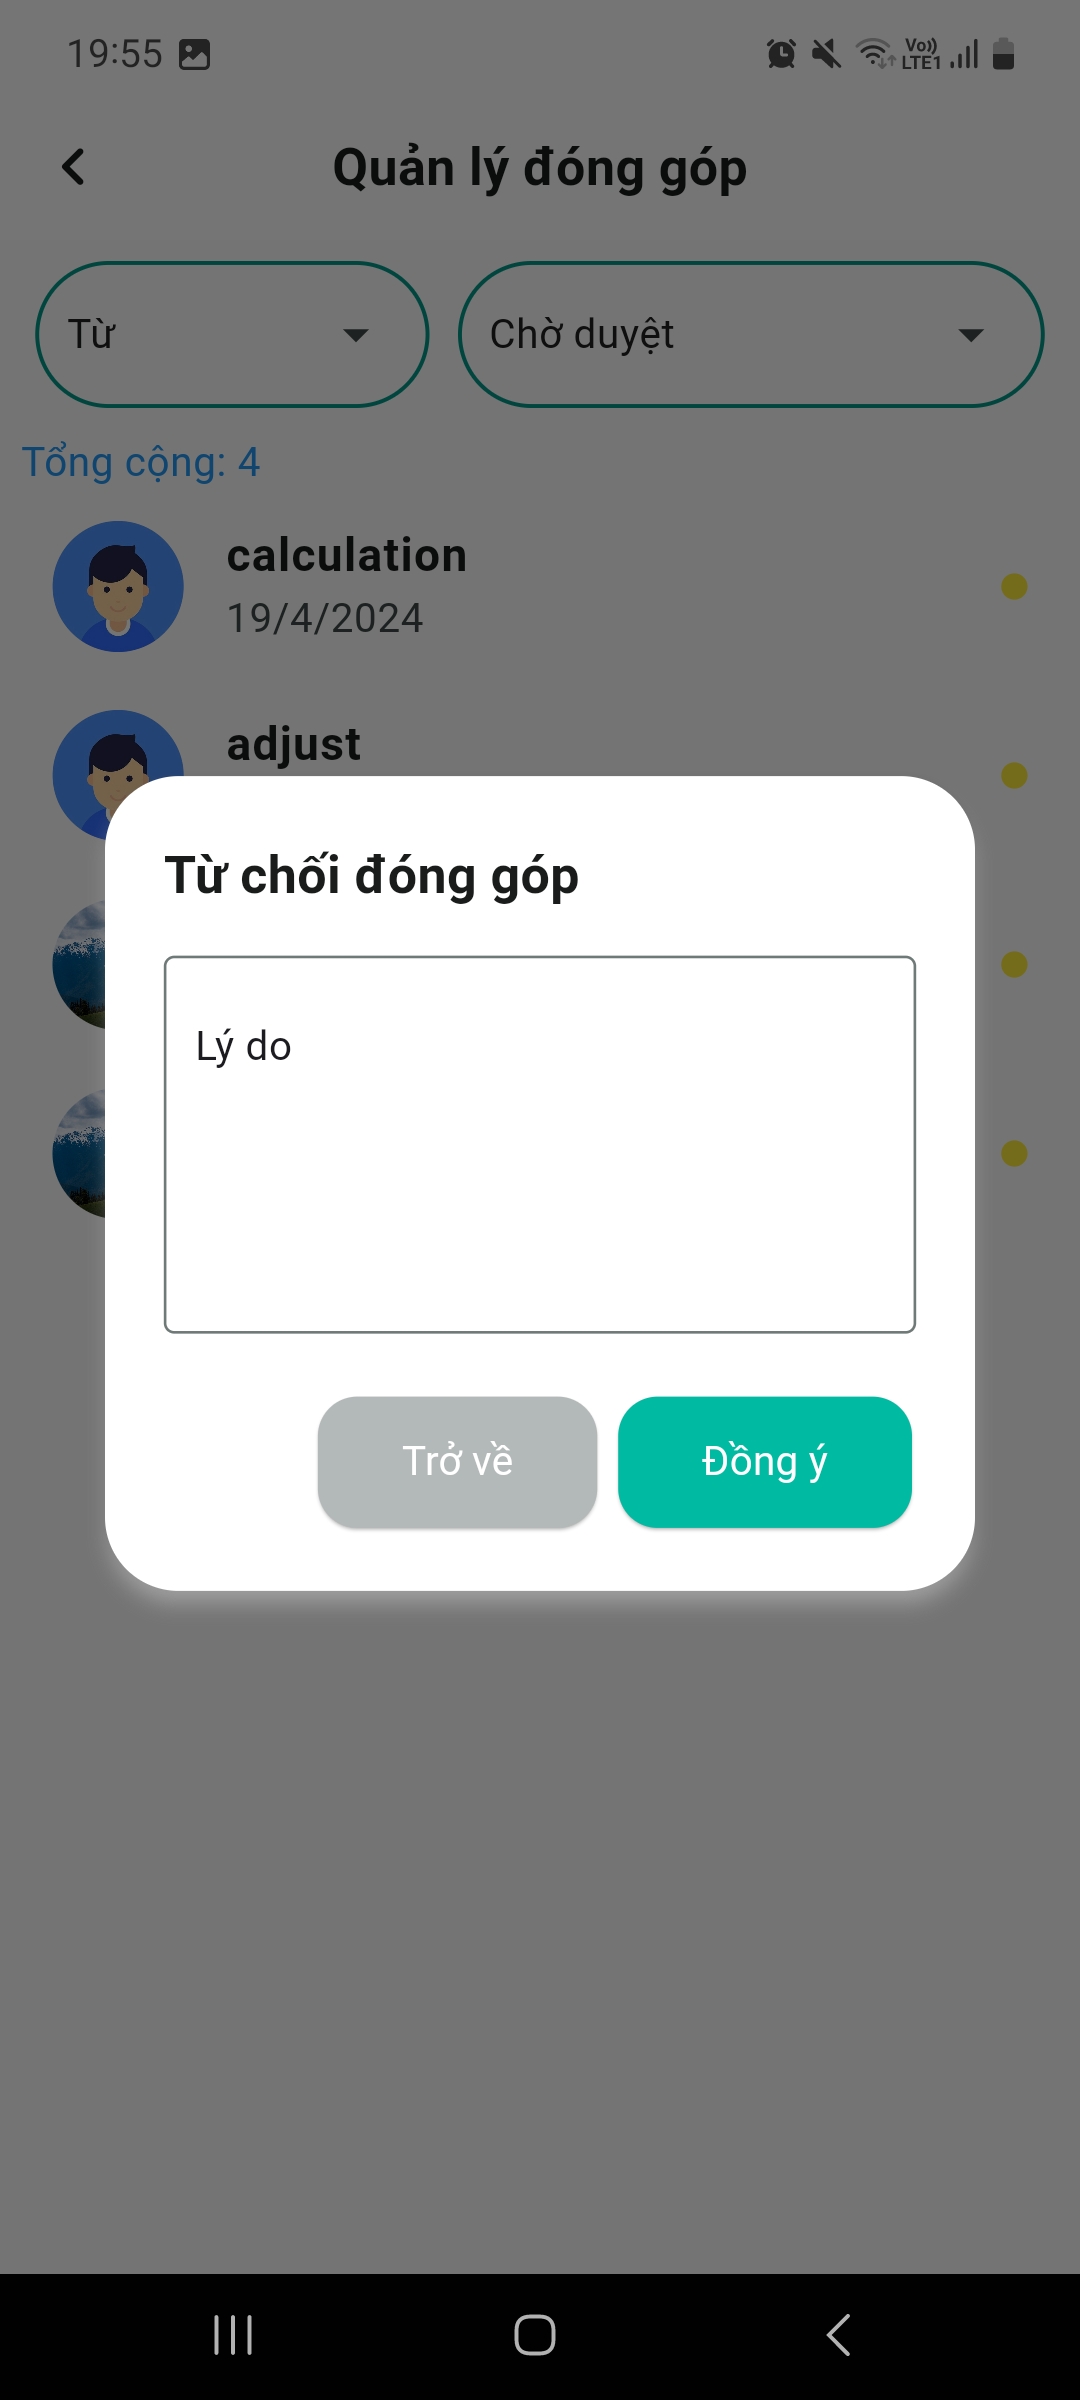 19:55
Vo)) LTE1
Quản lý đóng góp
Từ
Chờ duyệt
Tổng cộng: 4
calculation
19/4/2024
adjust
Từ chối đóng góp
Lý do
Trở về
Đồng ý